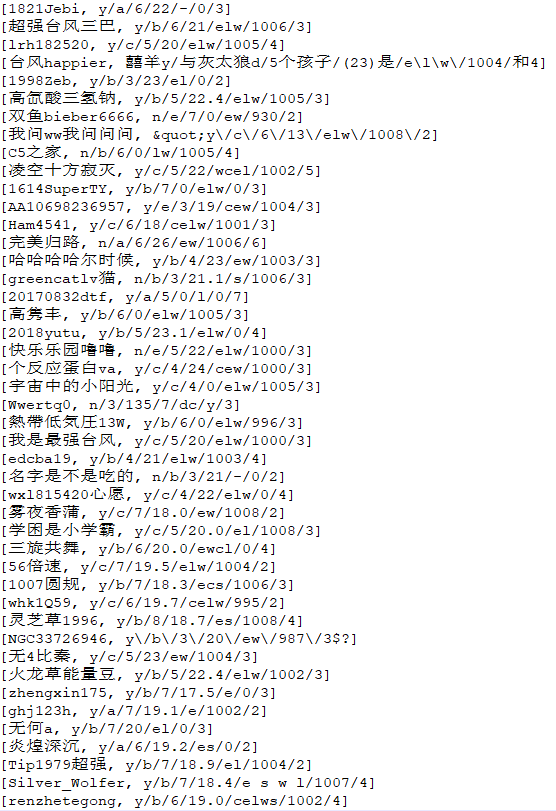 [1821Jebi, y/a/6/22/-/0/3]
[超强台风三巴, y/b/6/21/elw/1006/3]
[lrh182520, y/c/5/20/elw/1005/4]
[台风happier, 囍羊y/与灰太狼d/5个孩子/(23)是/e\l\w\/1004/和4]
[1998Zeb, y/b/3/23/el/0/2]
[高氙酸三氢钠, y/b/5/22.4/elw/1005/3]
[双鱼bieber6666, n/e/7/0/ew/930/2]
[我问ww我问问问, &quot;y\/c\/6\/13\/elw\/1008\/2]
[C5之家, n/b/6/0/lw/1005/4]
[凌空十方寂灭, y/c/5/22/wcel/1002/5]
[1614SuperTY, y/b/7/0/elw/0/3]
[AA10698236957, y/e/3/19/cew/1004/3]
[Ham4541, y/c/6/18/celw/1001/3]
[完美归路, n/a/6/26/ew/1006/6]
[哈哈哈哈尔时候, y/b/4/23/ew/1003/3]
[greencatlv猫, n/b/3/21.1/s/1006/3]
[20170832dtf, y/a/5/0/l/0/7]
[高隽丰, y/b/6/0/elw/1005/3]
[2018yutu, y/b/5/23.1/elw/0/4]
[快乐乐园噜噜, n/e/5/22/elw/1000/3]
[个反应蛋白va, y/c/4/24/cew/1000/3]
[宇宙中的小阳光, y/c/4/0/elw/1005/3]
[Wwertq0, n/3/135/7/dc/y/3]
[熱帶低気圧13W, y/b/6/0/elw/996/3]
[我是最强台风, y/c/5/20/elw/1000/3]
[edcba19, y/b/4/21/elw/1003/4]
[名字是不是吃的, n/b/3/21/-/0/2]
[wxl815420心愿, y/c/4/22/elw/0/4]
[雾夜香蒲, y/c/7/18.0/ew/1008/2]
[学困是小学霸, y/c/5/20.0/el/1008/3]
[三旋共舞, y/b/6/20.0/ewcl/0/4]
[56倍速, y/c/7/19.5/elw/1004/2]
[1007圆规, y/b/7/18.3/ecs/1006/3]
[whk1Q59, y/c/6/19.7/celw/995/2]
[灵芝草1996, y/b/8/18.7/es/1008/4]
[NGC33726946, y\/b\/3\/20\/ew\/987\/3$?]
[无4比秦, y/c/5/23/ew/1004/3]
[火龙草能量豆, y/b/5/22.4/elw/1002/3]
[zhengxin175, y/b/7/17.5/e/0/3]
[ghj123h, y/a/7/19.1/e/1002/2]
[无何a, y/b/7/20/el/0/3]
[炎煌深沉, y/a/6/19.2/es/0/2]
[Tip1979超强, y/b/7/18.9/el/1004/2]
[Silver_Wolfer, y/b/7/18.4/e s w l/1007/4]
[renzhetegong, y/b/6/19.0/celws/1002/4]